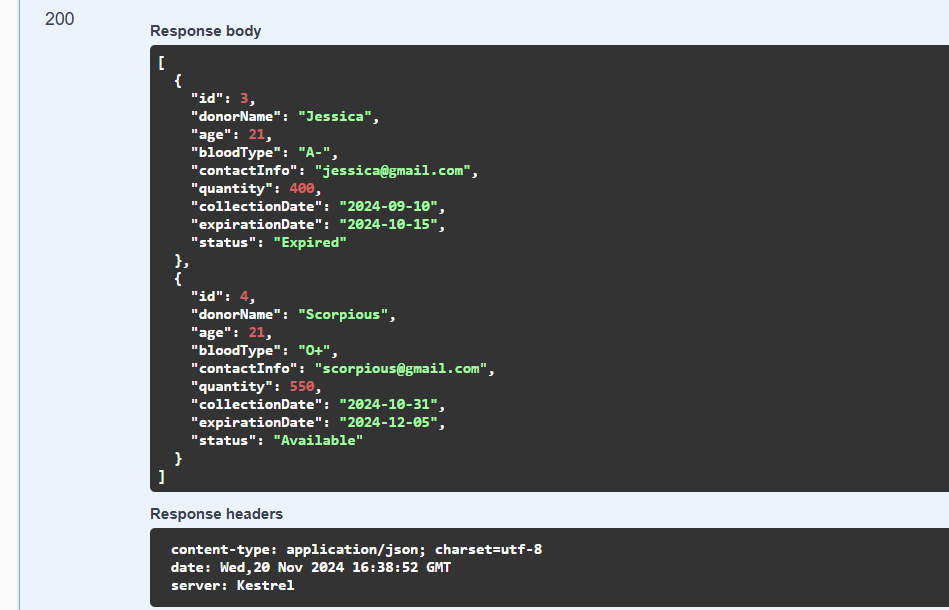 200
Response body
[
  {
    "id": 3,
    "donorName": "Jessica",
    "age": 21,
    "bloodType": "A-",
    "contactInfo": "jessica@gmail.com",
    "quantity": 400,
    "collectionDate": "2024-09-10",
    "expirationDate": "2024-10-15",
    "status": "Expired"
  },
  {
    "id": 4,
    "donorName": "Scorpious",
    "age": 21,
    "bloodType": "O+",
    "contactInfo": "scorpious@gmail.com",
    "quantity": 550,
    "collectionDate": "2024-10-31",
    "expirationDate": "2024-12-05",
    "status": "Available"
  }
]
Response headers
content-type: application/json; charset=utf-8
date: Wed,20 Nov 2024 16:38:52 GMT
server: Kestrel